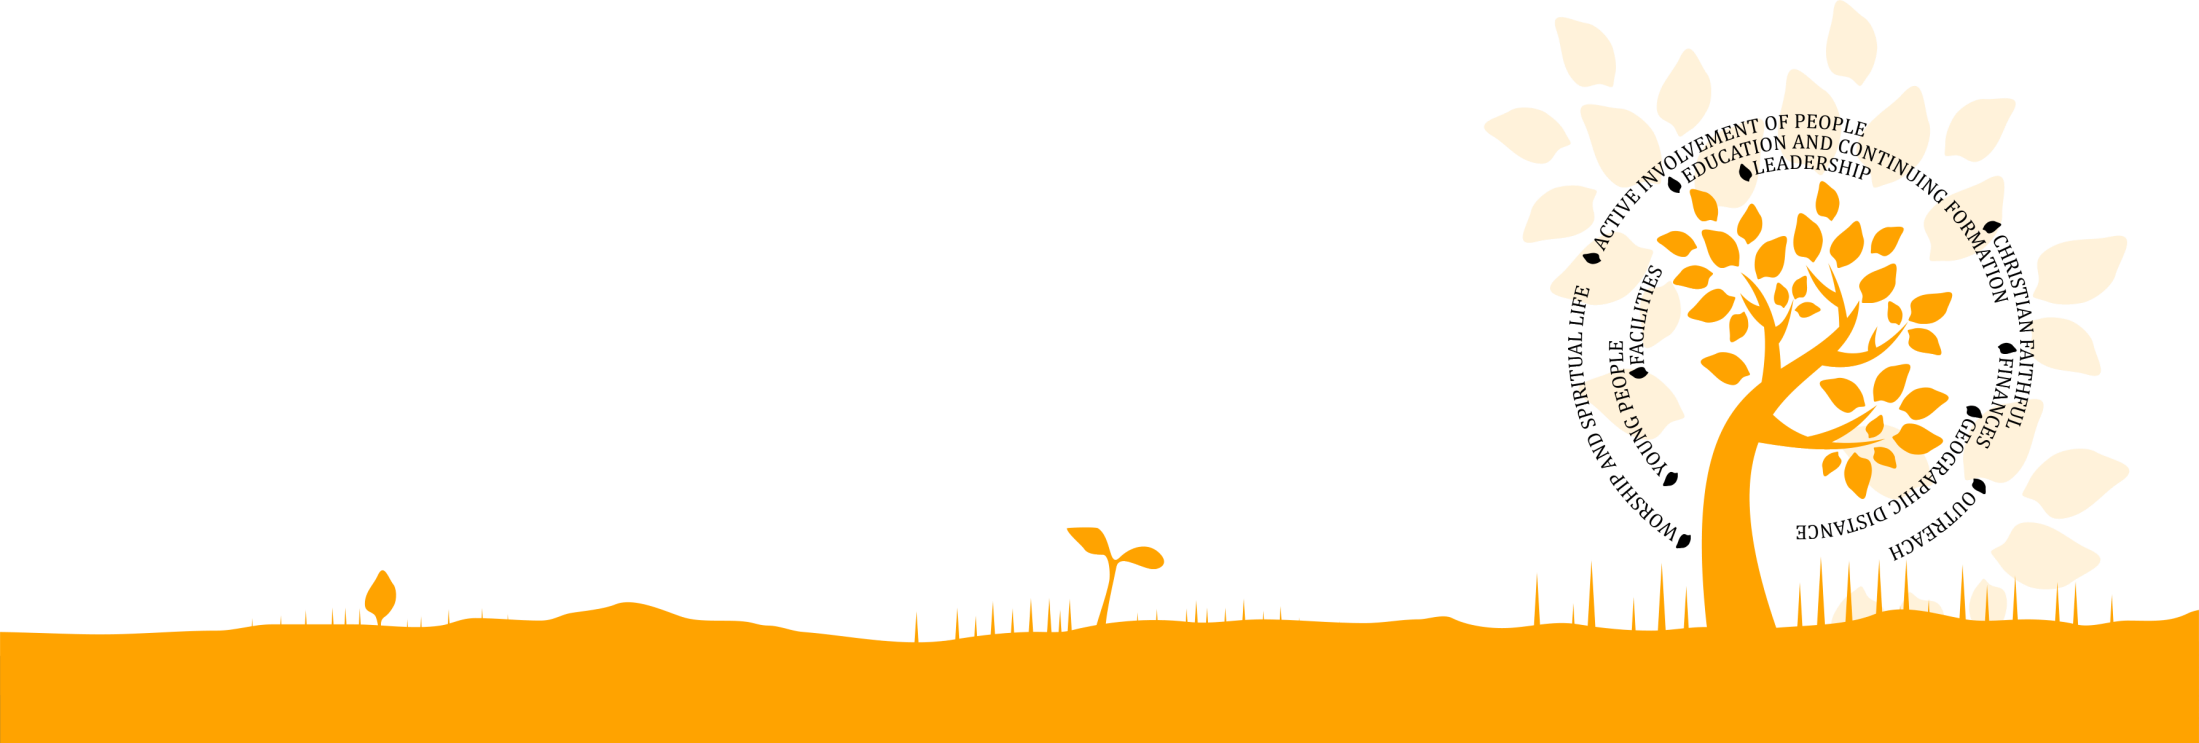 ACTIVE INVOLVEMENT OF PEOPLE
EDUCATION AND CONTINUING FORMATION
LEADERSHIP
CHRISTIAN FAITHFUL
FINANCES
GEOGRAPHIC DISTANCE
OUTREACH
WORSHIP AND SPIRITUAL LIFE
YOUNG PEOPLE
FACILITIES